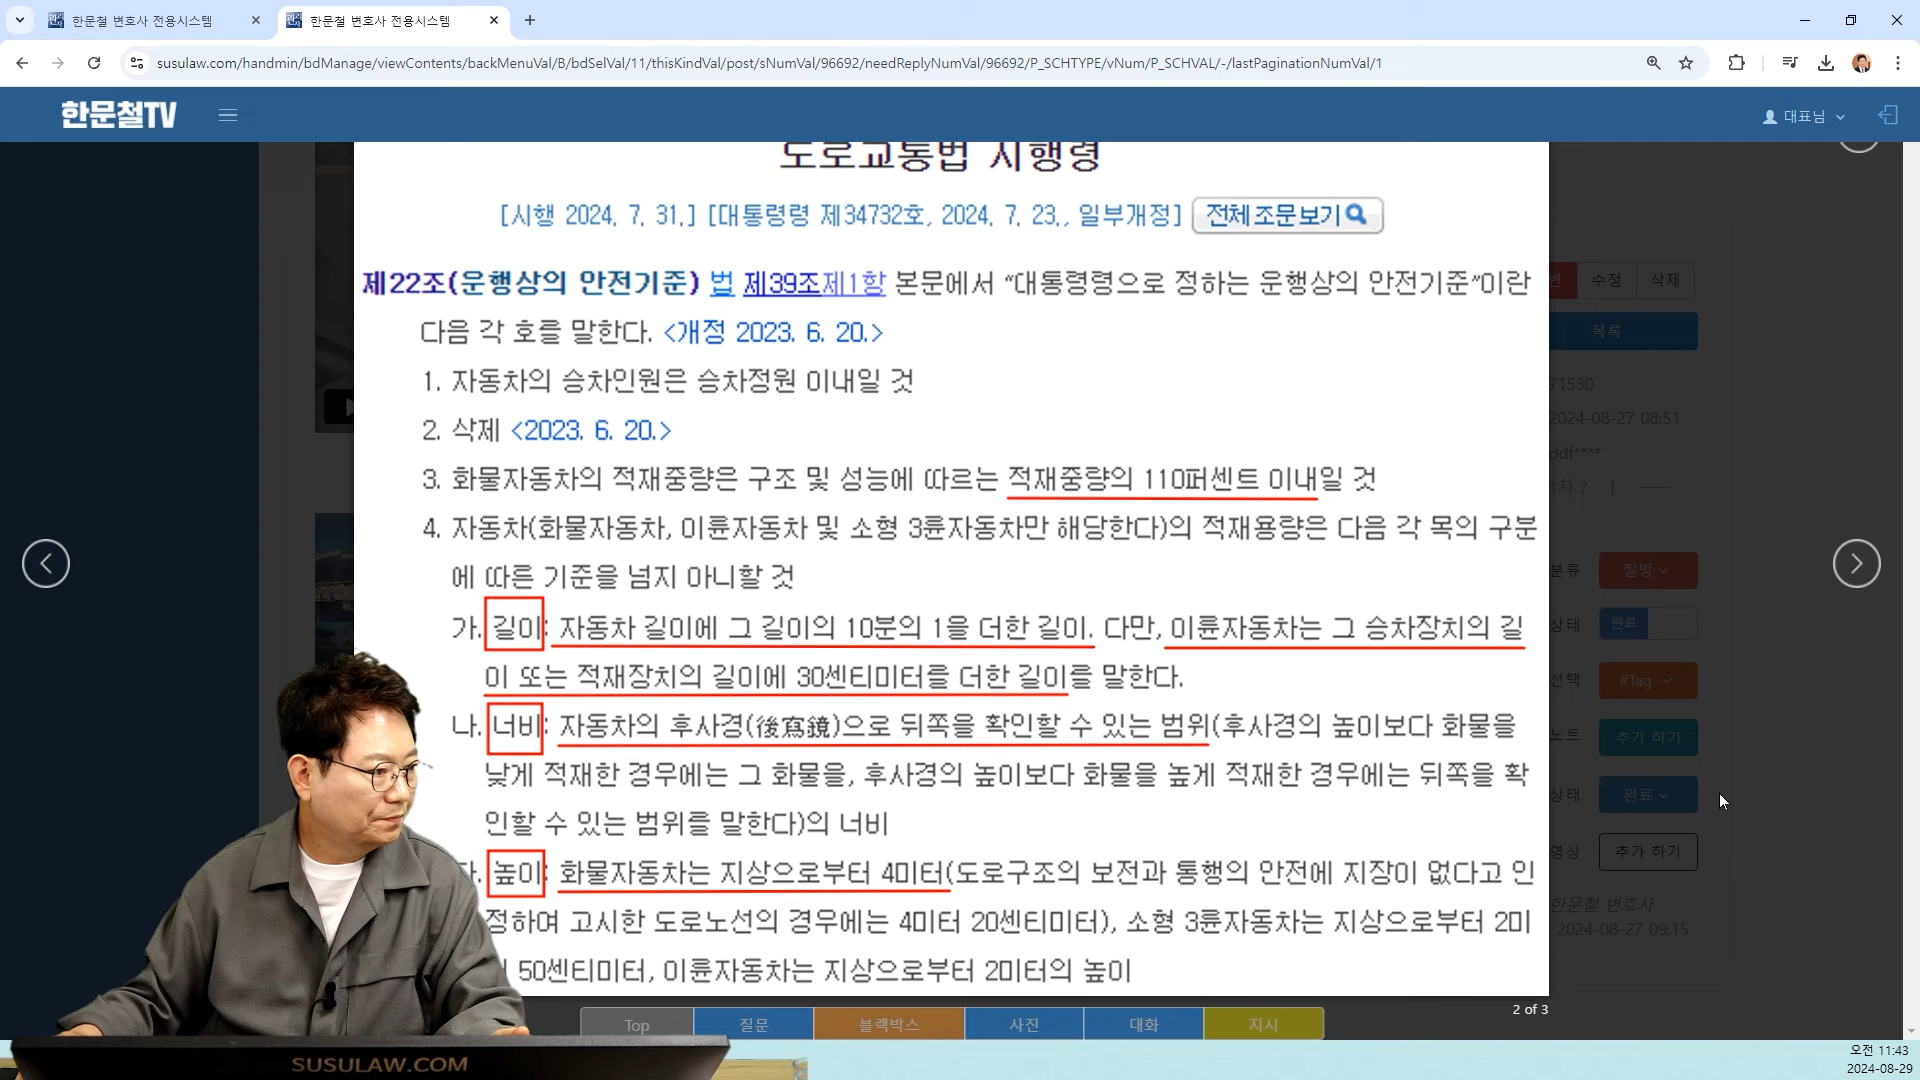 한문철 변호사 전용시스템
한문철 변호사 전용시스템
susulaw.com/handmin/bdManage/viewContents/backMenuVal/B/bdSelVal/11/thisKindVal/post/sNumVal/96692/needReplyNumVal/96692/P_SCHTYPE/vNum/P_SCHVAL/-/lastPaginationNumVal/1
한문철TV
대표님
도로교통법 시행령
[시행 2024. 7. 31.] [대통령령 제34732호, 2024. 7. 23., 일부개정] 전체조문보기
제22조(운행상의 안전기준) 법 제39조제1항 본문에서 “대통령령으로 정하는 운행상의 안전기준”이란
다음 각 호를 말한다. <개정 2023. 6. 20.>
1. 자동차의 승차인원은 승차정원 이내일 것
2. 삭제 <2023. 6. 20.>
3. 화물자동차의 적재중량은 구조 및 성능에 따르는 적재중량의 110퍼센트 이내일 것
4. 자동차(화물자동차, 이륜자동차 및 소형 3륜자동차만 해당한다)의 적재용량은 다음 각 목의 구분
에 따른 기준을 넘지 아니할 것
가. 길이: 자동차 길이에 그 길이의 10분의 1을 더한 길이. 다만, 이륜자동차는 그 승차장치의 길
이 또는 적재장치의 길이에 30센티미터를 더한 길이를 말한다.
나. 너비: 자동차의 후사경(後寫鏡)으로 뒤쪽을 확인할 수 있는 범위(후사경의 높이보다 화물을
낮게 적재한 경우에는 그 화물을, 후사경의 높이보다 화물을 높게 적재한 경우에는 뒤쪽을 확
인할 수 있는 범위를 말한다)의 너비
다. 높이: 화물자동차는 지상으로부터 4미터(도로구조의 보전과 통행의 안전에 지장이 없다고 인
정하여 고시한 도로노선의 경우에는 4미터 20센티미터), 소형 3륜자동차는 지상으로부터 2미
50센티미터, 이륜자동차는 지상으로부터 2미터의 높이
변 수정 삭제
목록
71530
2024-08-27 08:51
ddf****
1차 ? |
분류 짤방
상태 완료
선택 #Tag
노트 추가 하기
상태 완료
영상 추가 하기
한문철 변호사
2024-08-27 09:15
2 of 3
Top 질문 블랙박스 사진 대화 지시
SUSULAW.COM
오전 11:43
2024-08-29